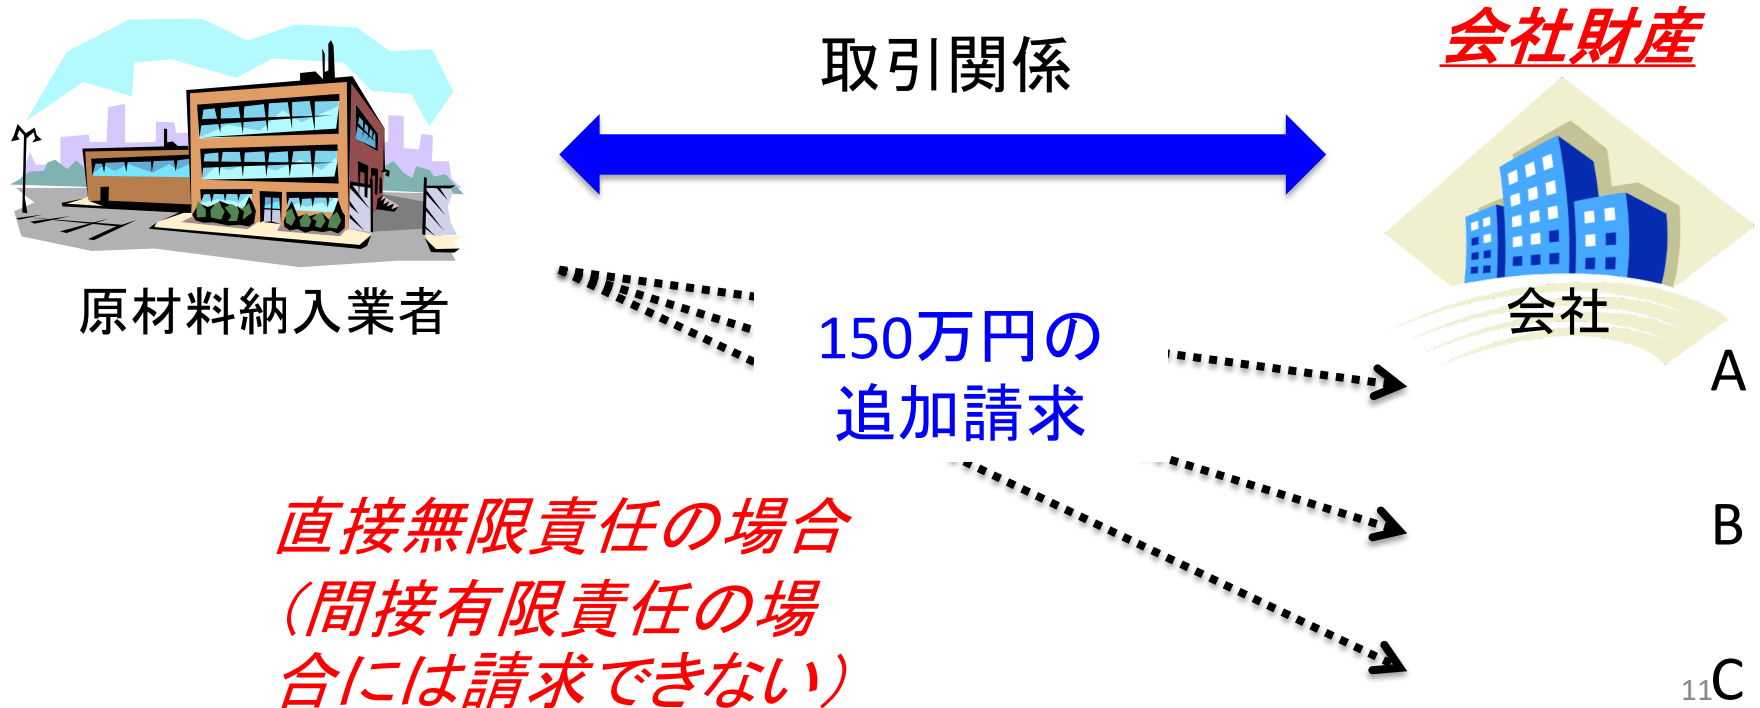 会社財産
取引関係
原材料納入業者
会社
150万円の
追加請求
A
B
C
直接無限責任の場合
（間接有限責任の場
合には請求できない）
11